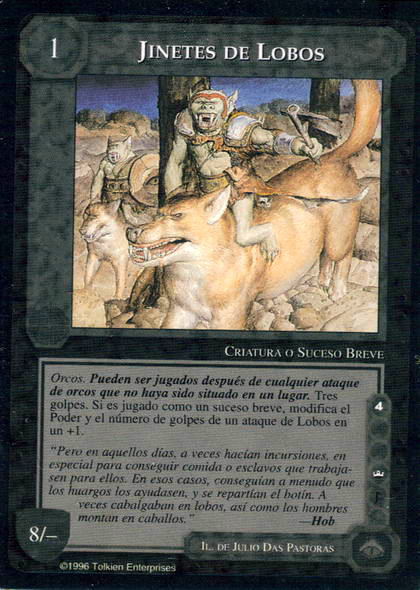 1
JINETES DE LOBOS
CRIATURA O SUCESO BREVE
Orcos. Pueden ser jugados después de cualquier ataque
de orcos que no haya sido situado en un lugar. Tres
golpes. Si es jugado como un suceso breve, modifica el
Poder y el número de golpes de un ataque de Lobos en
un +1.
4
"Pero en aquellos días, a veces hacían incursiones, en
especial para conseguir comida o esclavos que trabaja-
sen para ellos. En esos casos, conseguían a menudo que
los huargos los ayudasen, y se repartían el botín. A
veces cabalgaban en lobos, así como los hombres
montan en caballos."
—Hob
8/–
IL. DE JULIO DAS PASTORAS
©1996 Tolkien Enterprises